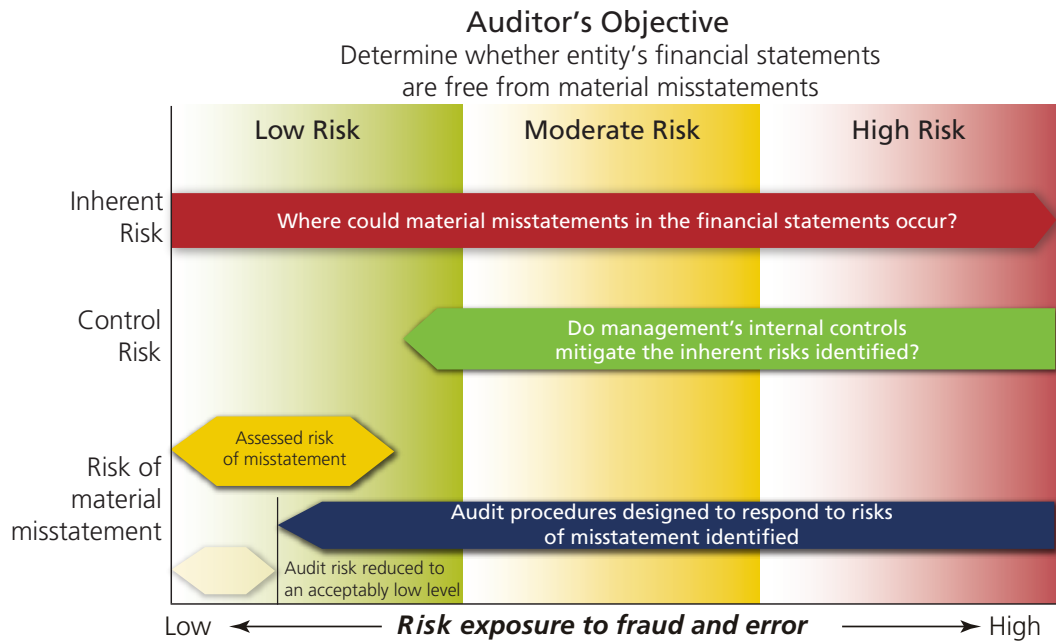 Auditor’s Objective
Determine whether entity’s financial statements
are free from material misstatements
Low Risk
Moderate Risk
High Risk
Inherent
Risk
Where could material misstatements in the financial statements occur?
Control
Risk
Do management’s internal controls
mitigate the inherent risks identified?
Risk of
material
misstatement
Assessed risk
of misstatement
Audit procedures designed to respond to risks
of misstatement identified
Audit risk reduced to
an acceptably low level
Low
Risk exposure to fraud and error
High